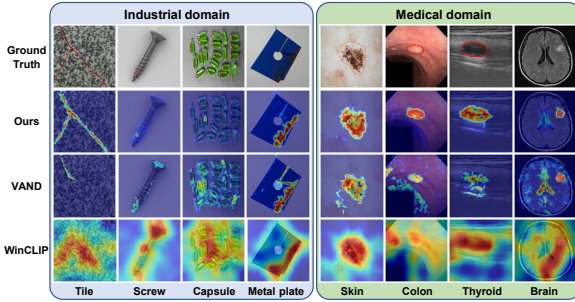 Industrial domain
Medical domain
Ground Truth
Ours
VAND
WinCLIP
Tile Screw Capsule Metal plate Skin Colon Thyroid Brain